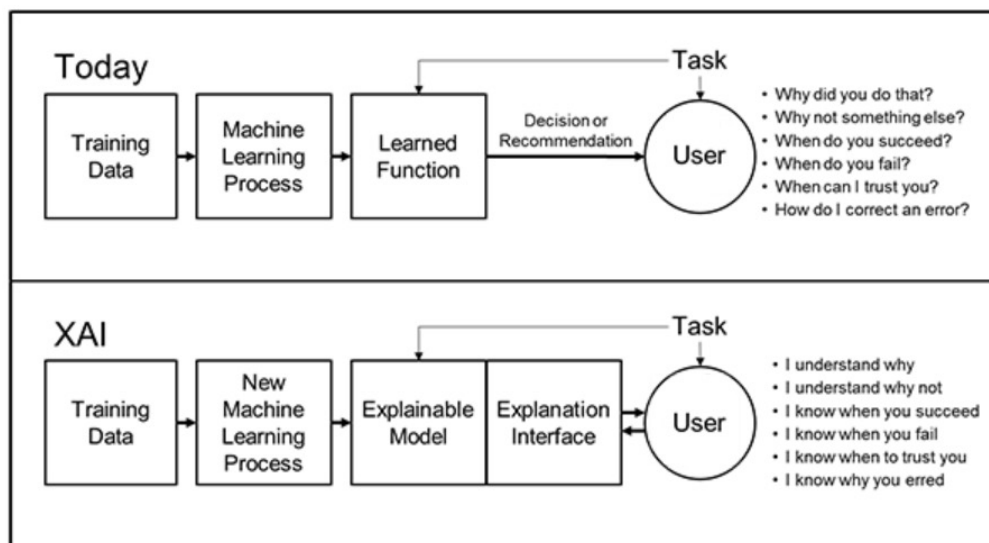 Today
Task
Training
Data
Machine
Learning
Process
Learned
Function
Decision or
Recommendation
User
• Why did you do that?
• Why not something else?
• When do you succeed?
• When do you fail?
• When can I trust you?
• How do I correct an error?
XAI
Task
Training
Data
New
Machine
Learning
Process
Explainable
Model
Explanation
Interface
User
• I understand why
• I understand why not
• I know when you succeed
• I know when you fail
• I know when to trust you
• I know why you erred